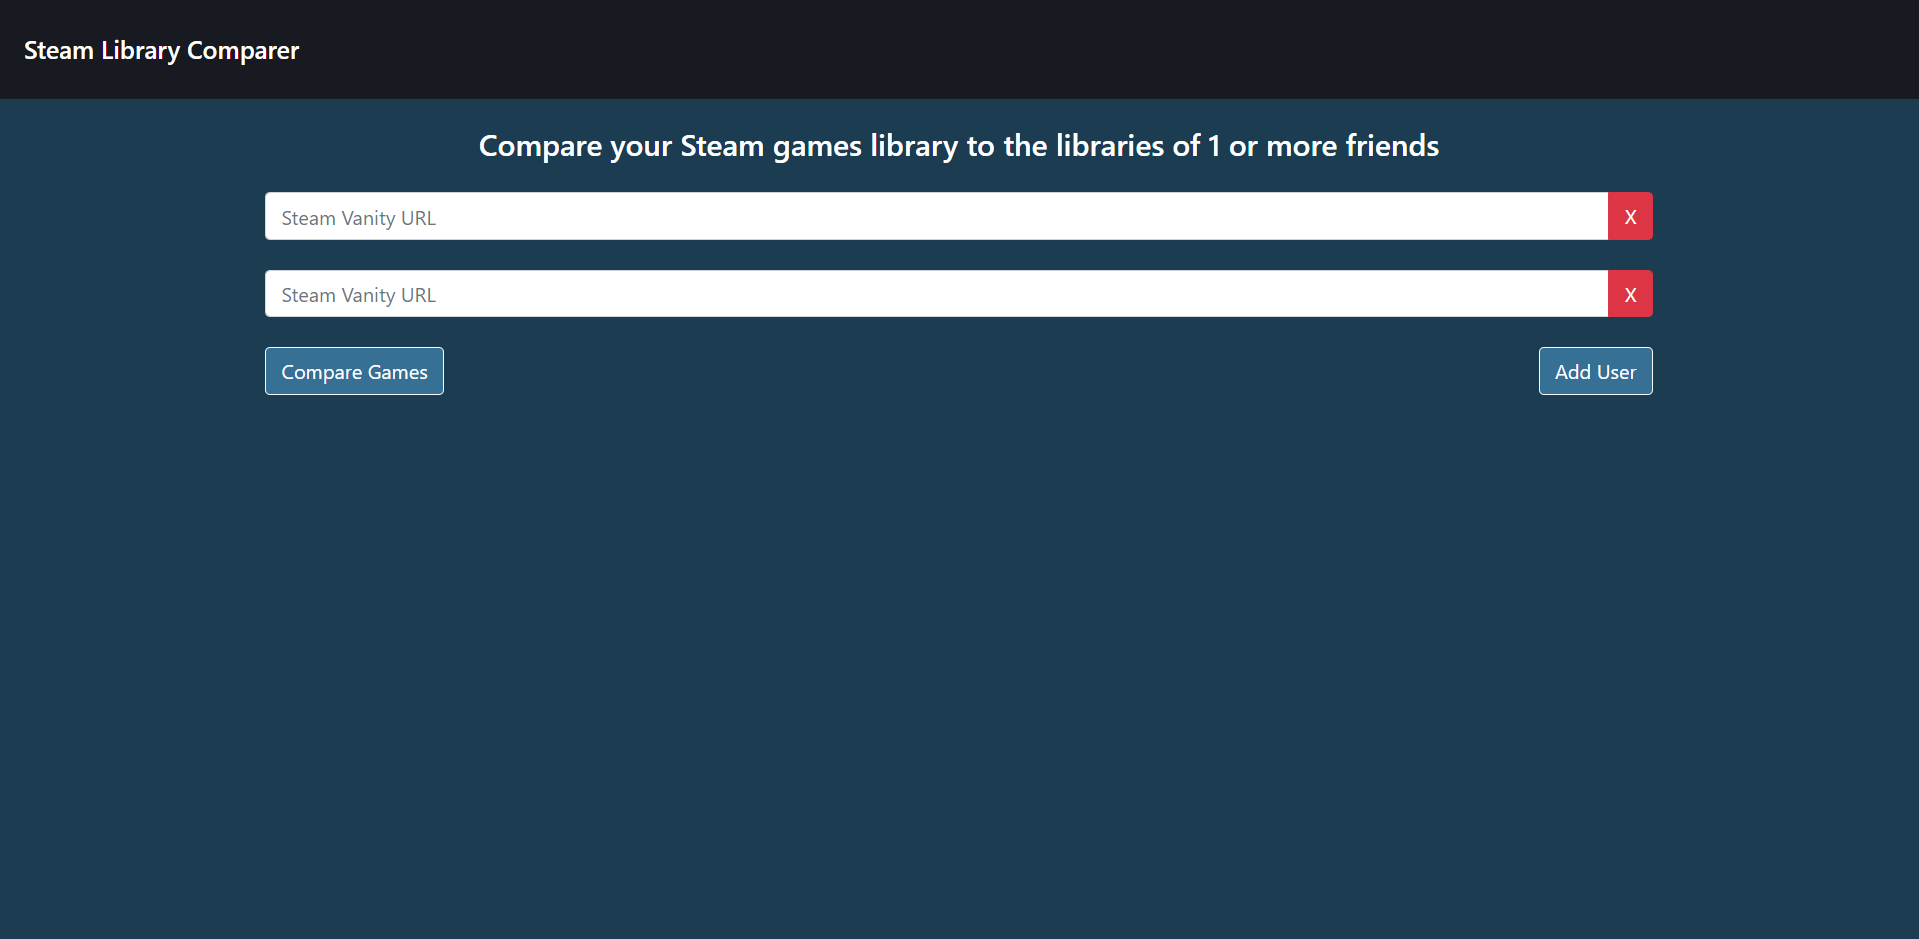 Steam Library Comparer
Compare your Steam games library to the libraries of 1 or more friends
Steam Vanity URL X
Steam Vanity URL X
Compare Games Add User